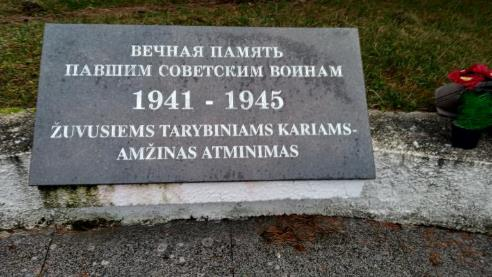 ВЕЧНАЯ ПАМЯТЬ
ПАВШИМ СОВЕТСКИМ ВОИНАМ
1941 - 1945
ŽUVUSIEMS TARYBINIAMS KARIAMS-
AMŽINAS ATMINIMAS